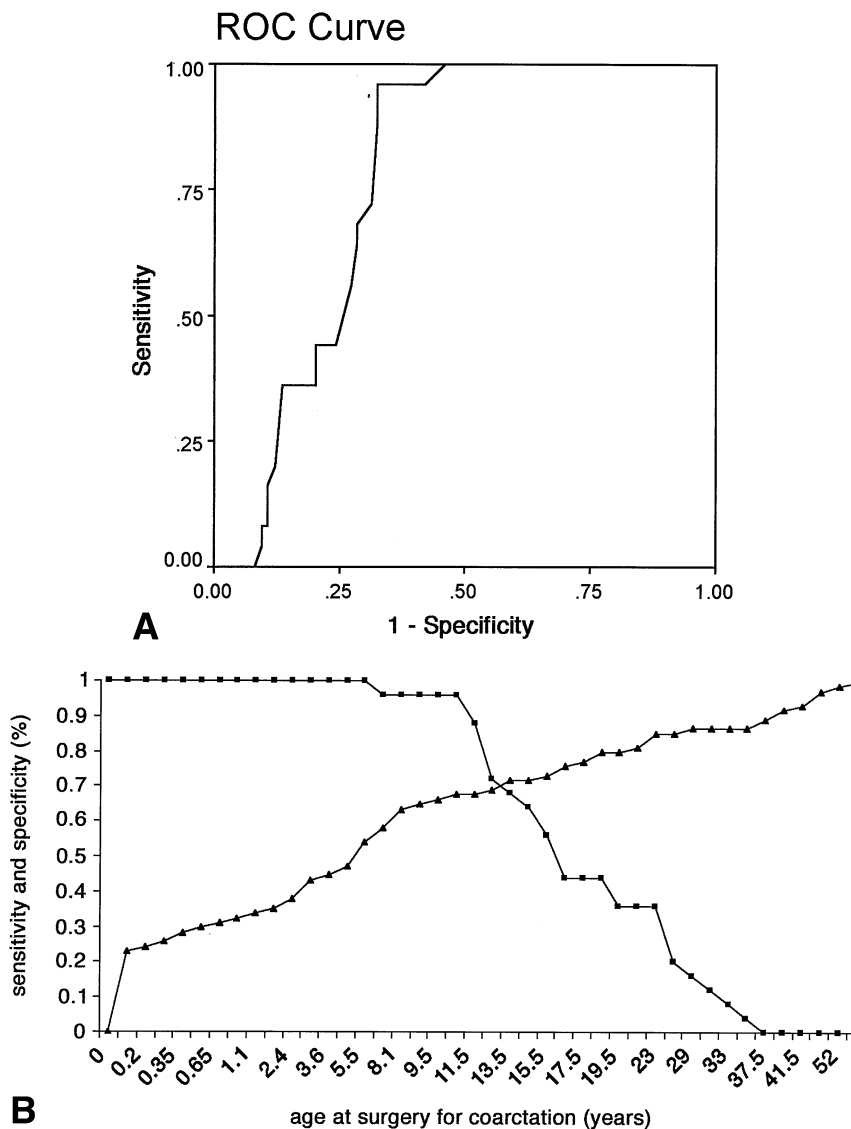 ROC Curve
1.00
.75
.50
.25
0.00
Sensitivity
0.00 .25 .50 .75 1.00
1 - Specificity
A
1
0.9
0.8
0.7
0.6
0.5
0.4
0.3
0.2
0.1
0
sensitivity and specificity (%)
0 0.2 0.35 0.65 1.1 2.4 3.6 5.5 8.1 9.5 11.5 13.5 15.5 17.5 19.5 23 29 33 37.5 41.5 52
B
age at surgery for coarctation (years)